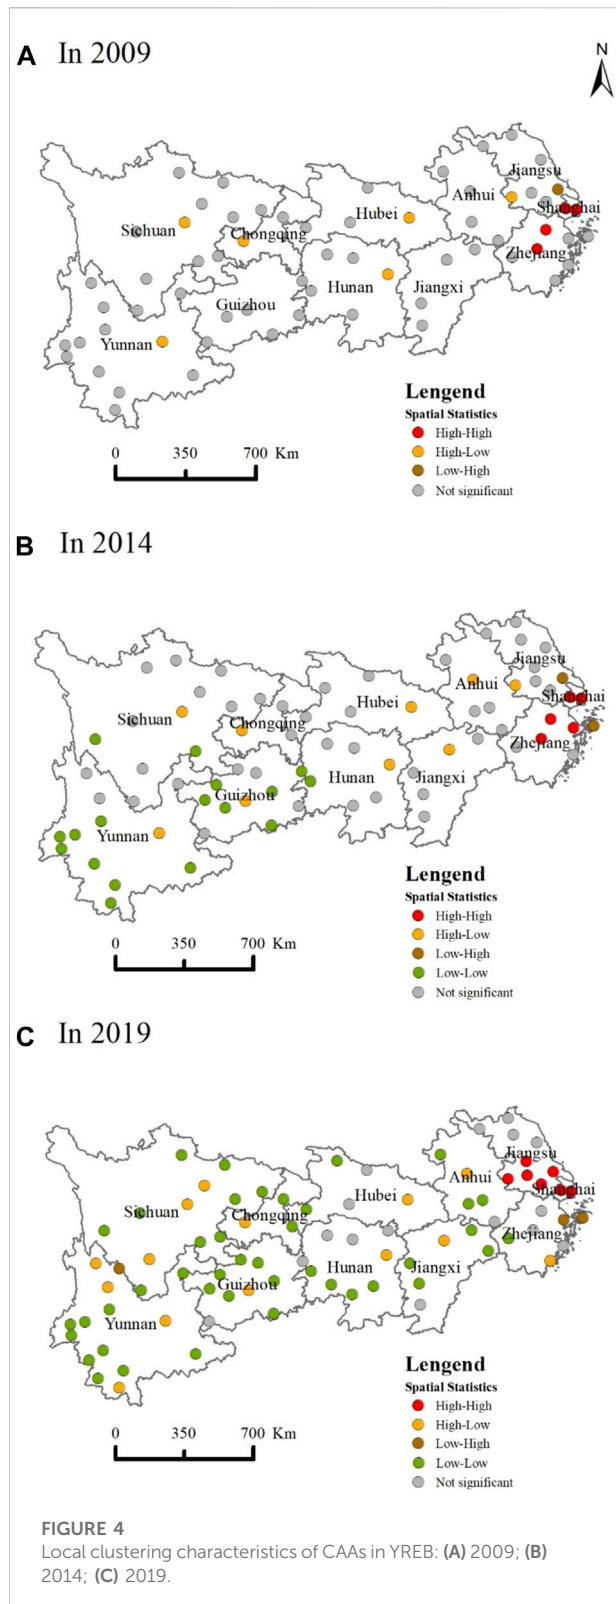 A In 2009
N
Jiangsu
Anhui
Shanghai
Hubei
Sichuan
Chongqing
Zhejiang
Hunan
Jiangxi
Guizhou
Yunnan
Lengend
Spatial Statistics
High-High
High-Low
Low-High
Not significant
0 350 700 Km
B In 2014
Jiangsu
Anhui
Shanghai
Hubei
Sichuan
Chongqing
Zhejiang
Hunan
Jiangxi
Guizhou
Yunnan
Lengend
Spatial Statistics
High-High
High-Low
Low-High
Low-Low
Not significant
0 350 700 Km
C In 2019
Jiangsu
Anhui
Shanghai
Hubei
Sichuan
Chongqing
Zhejiang
Hunan
Jiangxi
Guizhou
Yunnan
Lengend
Spatial Statistics
High-High
High-Low
Low-High
Low-Low
Not significant
0 350 700 Km
FIGURE 4
Local clustering characteristics of CAAs in YREB: (A) 2009; (B)
2014; (C) 2019.